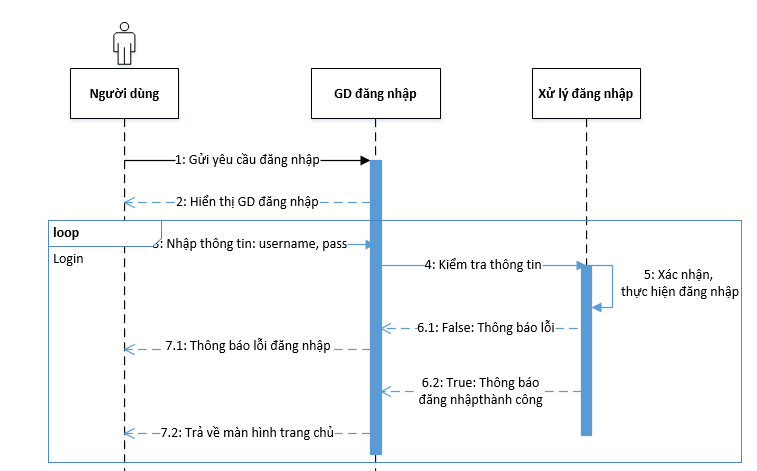 Người dùng
GD đăng nhập
Xử lý đăng nhập
1: Gửi yêu cầu đăng nhập
2: Hiển thị GD đăng nhập
loop
Login
3: Nhập thông tin: username, pass
4: Kiểm tra thông tin
5: Xác nhận,
thực hiện đăng nhập
6.1: False: Thông báo lỗi
7.1: Thông báo lỗi đăng nhập
6.2: True: Thông báo
đăng nhậpthành công
7.2: Trả về màn hình trang chủ